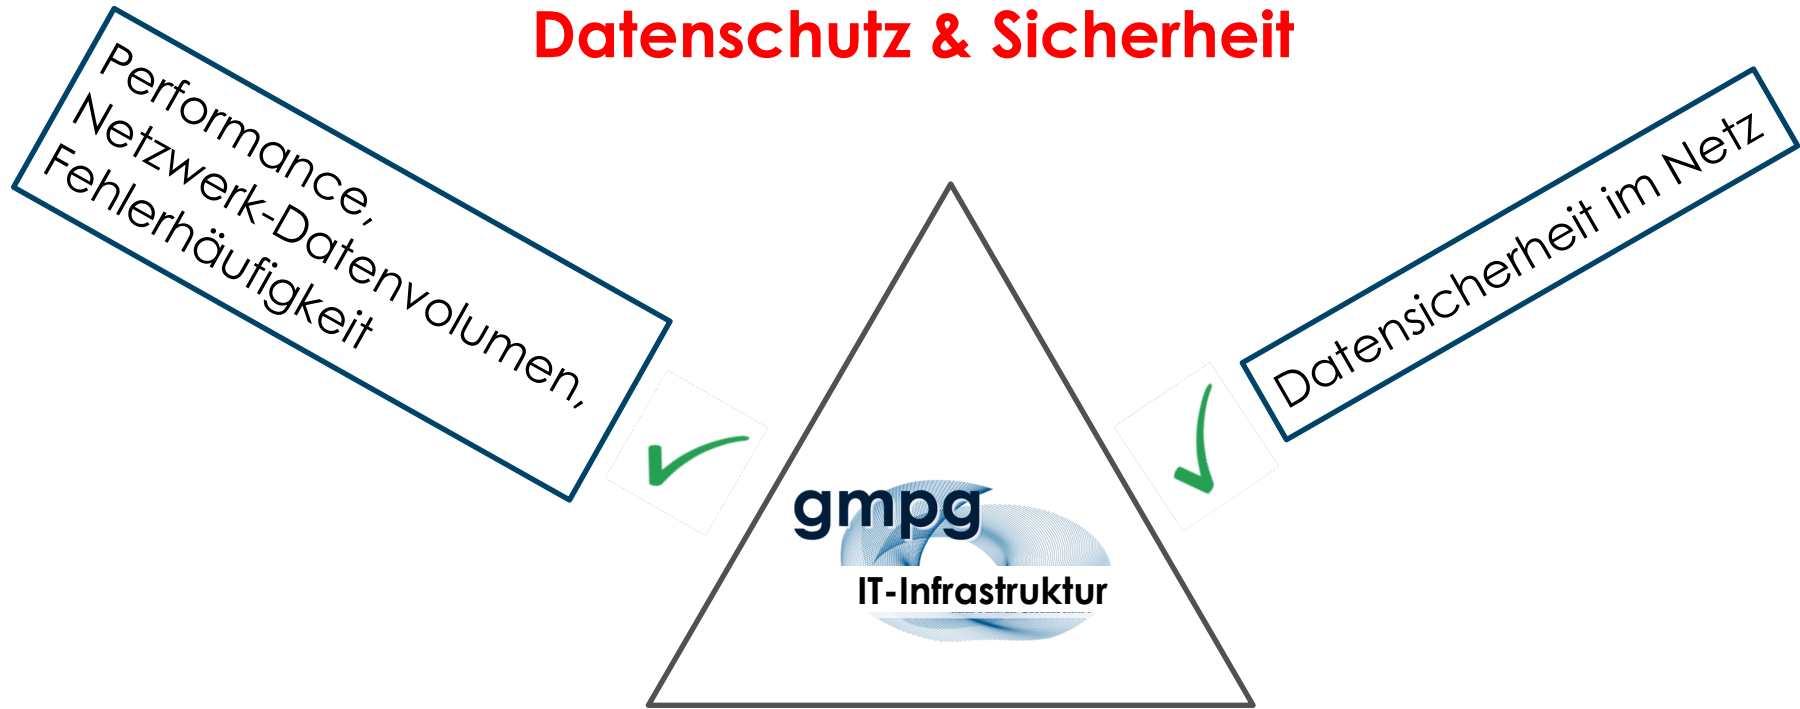 Datenschutz & Sicherheit
Performance,
Netzwerk-Datenvolumen,
Fehlerhäufigkeit
Datensicherheit im Netz
gmpg
IT-Infrastruktur